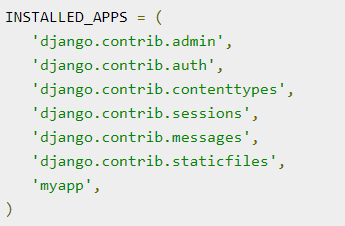 INSTALLED_APPS = (
   'django.contrib.admin',
   'django.contrib.auth',
   'django.contrib.contenttypes',
   'django.contrib.sessions',
   'django.contrib.messages',
   'django.contrib.staticfiles',
   'myapp',
)